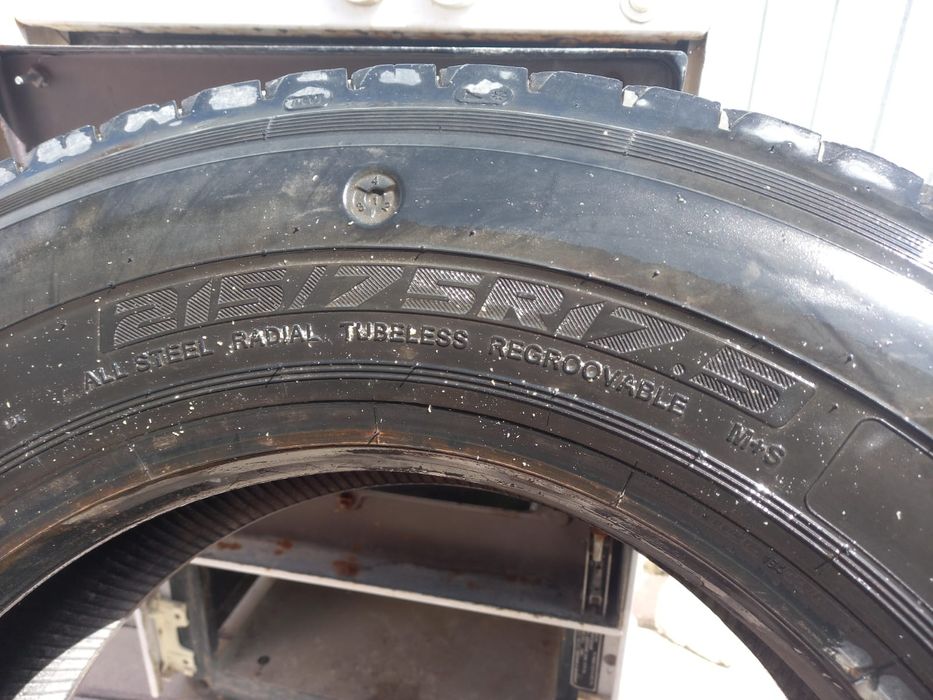 215/75R17.5
ALL STEEL RADIAL TUBELESS REGROOVABLE
M+S